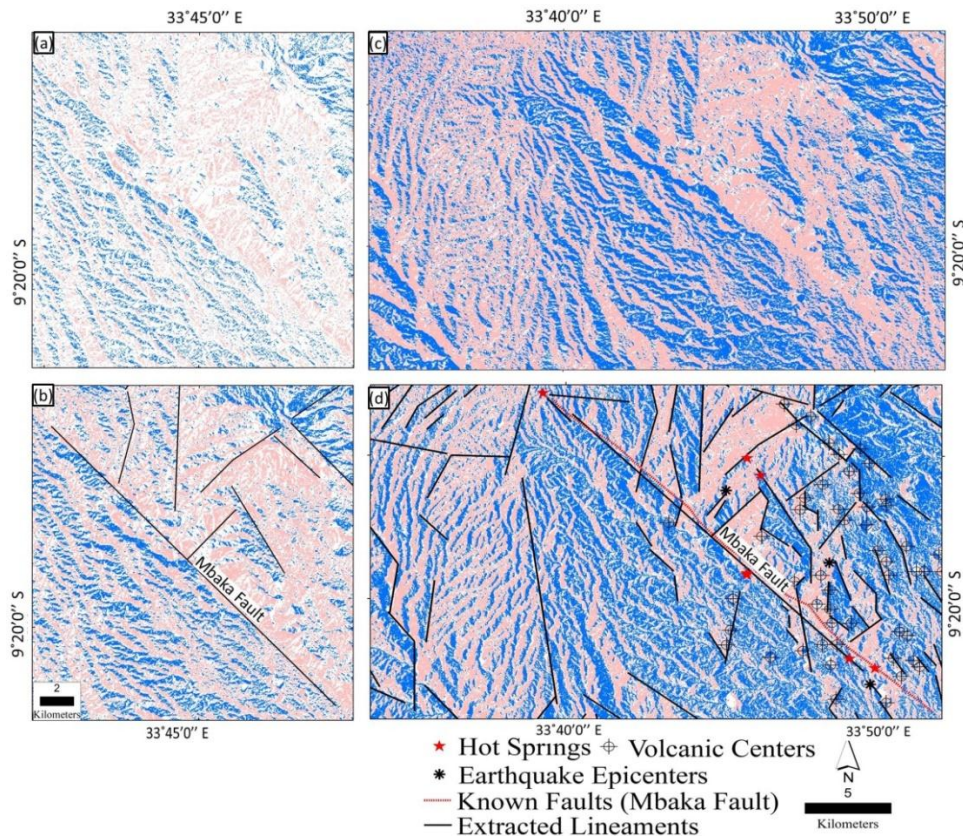 33°45'0'' E
33°40'0'' E
33°50'0'' E
(a)
(c)
9°20'0'' S
9°20'0'' S
(b)
(d)
Mbaka Fault
Mbaka Fault
9°20'0'' S
9°20'0'' S
2
Kilometers
33°45'0'' E
33°40'0'' E
33°50'0'' E
Hot Springs
Volcanic Centers
Earthquake Epicenters
N
Known Faults (Mbaka Fault)
5
Extracted Lineaments
Kilometers